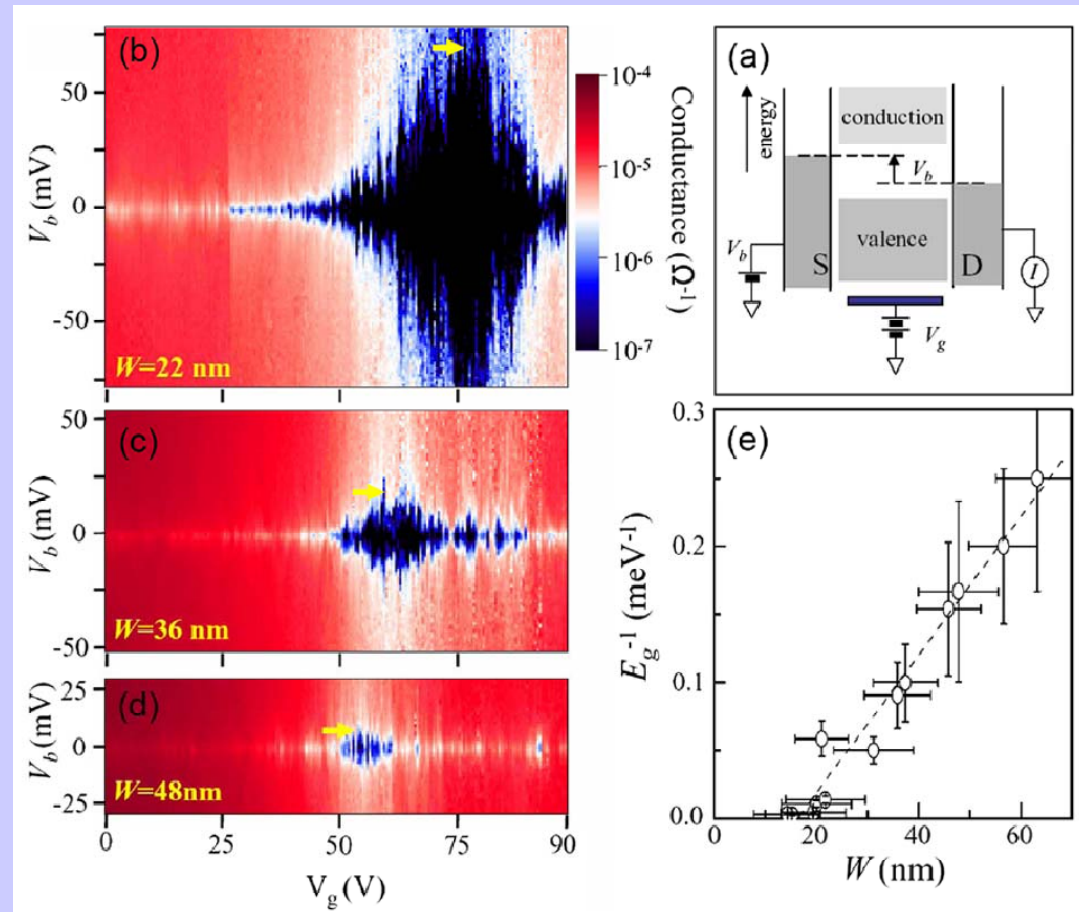 (b)
50
0
-50
V_b (mV)
W=22 nm
10⁻⁴
10⁻⁵
10⁻⁶
10⁻⁷
Conductance (Ω⁻¹)
(a)
energy
conduction
V_b
valence
S
D
V_b
I
V_g
(c)
50
0
-50
V_b (mV)
W=36 nm
(d)
25
0
-25
V_b (mV)
W=48nm
0 25 50 75 90
V_g (V)
(e)
0.3
0.2
0.1
0.0
E_g⁻¹ (meV⁻¹)
0 20 40 60
W (nm)